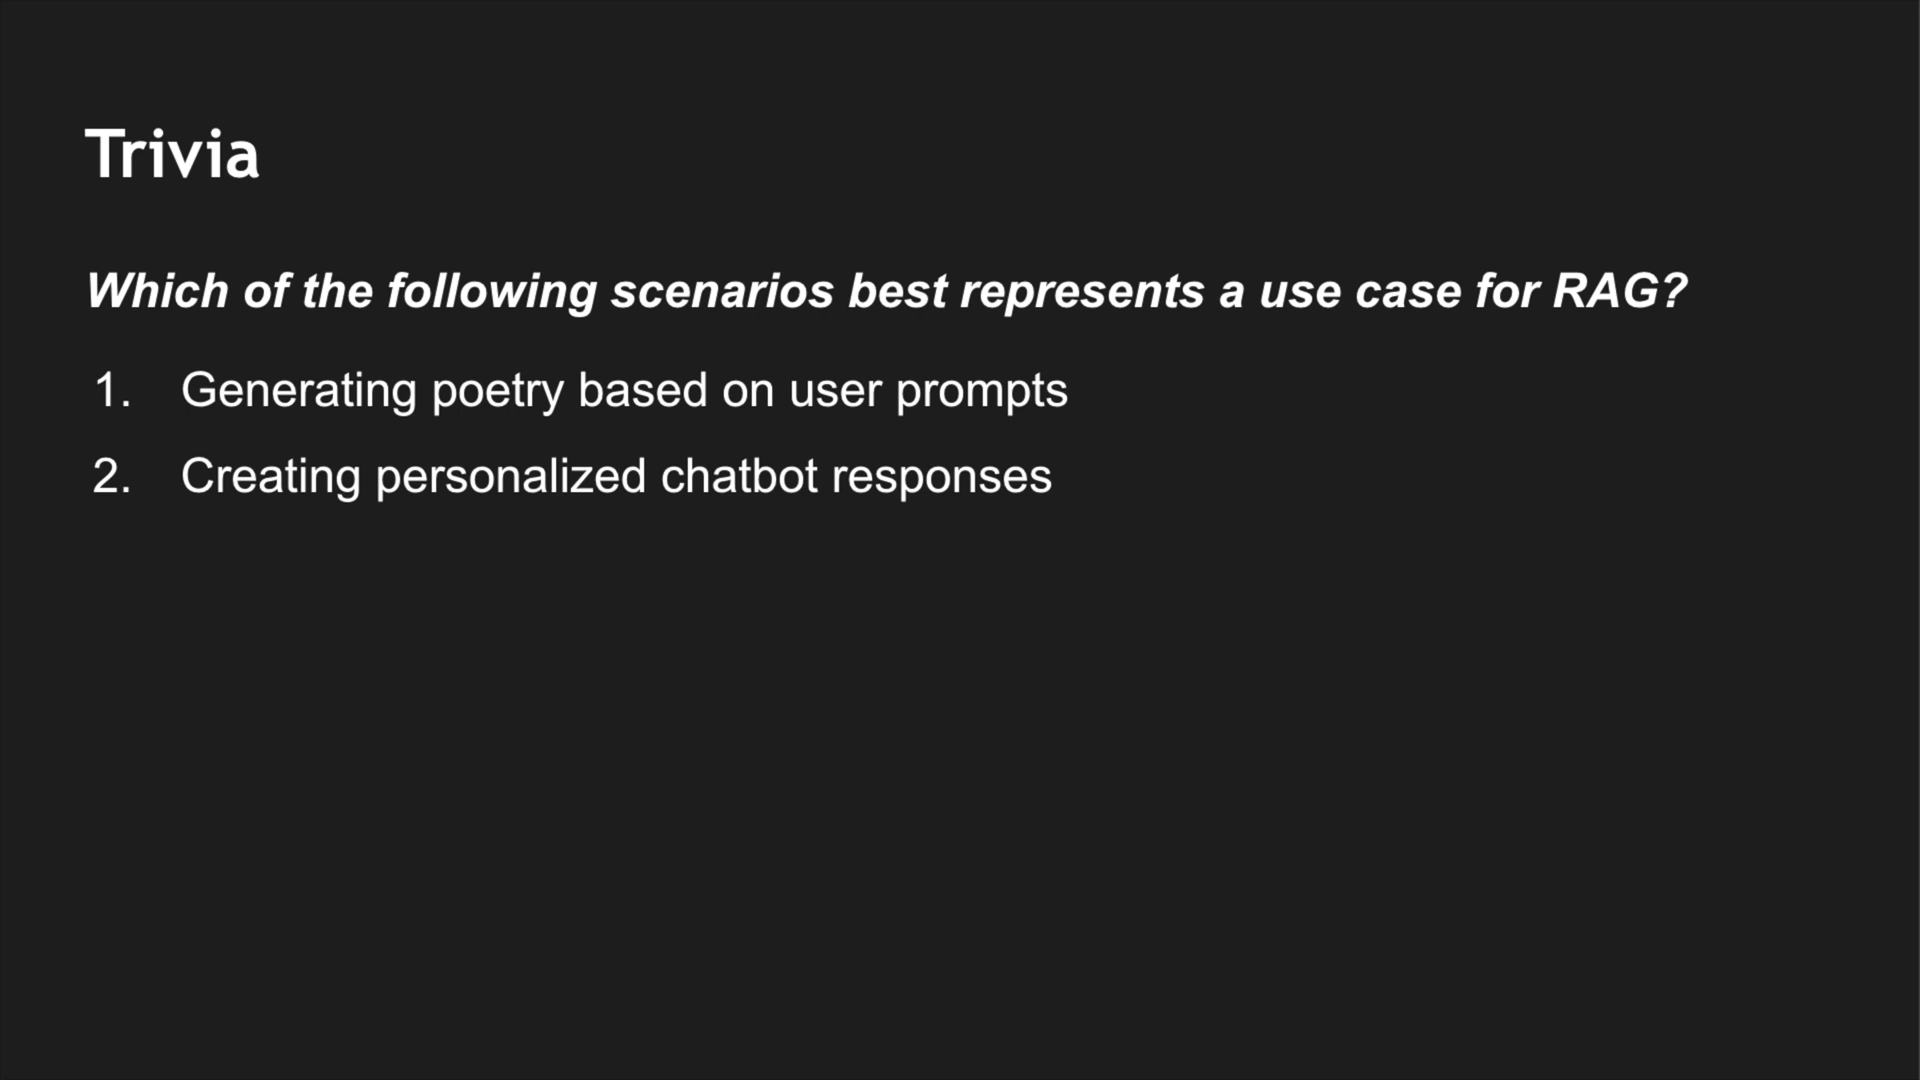 Trivia
Which of the following scenarios best represents a use case for RAG?
1. Generating poetry based on user prompts
2. Creating personalized chatbot responses